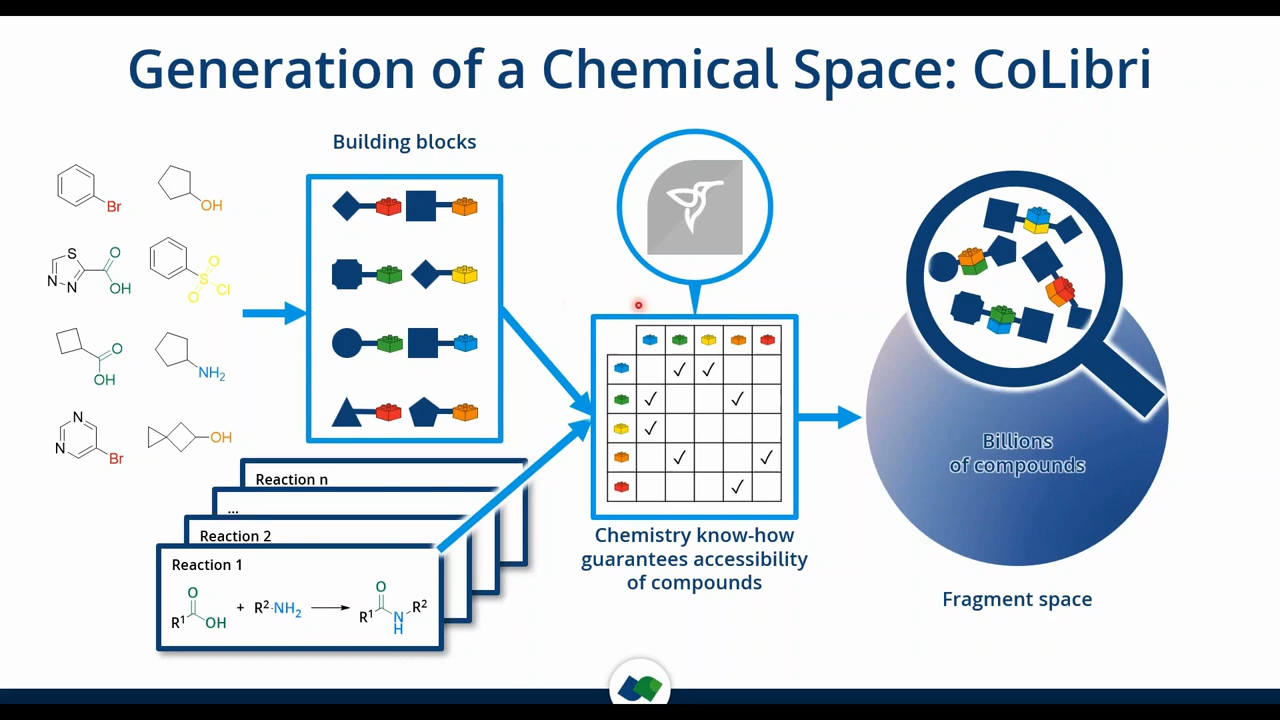 Generation of a Chemical Space: CoLibri
Building blocks
Br
OH
S
N
N
O
OH
O
S
O
Cl
O
OH
NH2
N
N
Br
OH
Reaction n
...
Reaction 2
Reaction 1
O
R1
OH
+ R2-NH2
O
R1
N
H
R2
✓ ✓
✓ ✓
✓
✓ ✓
✓
Chemistry know-how
guarantees accessibility
of compounds
Billions
of compounds
Fragment space